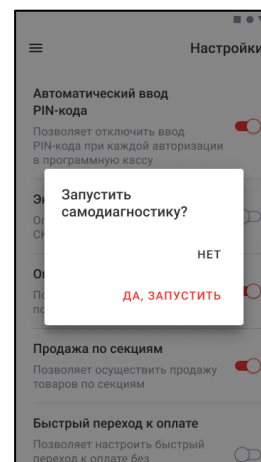 Настройки
Автоматический ввод
PIN-кода
Позволяет отключить ввод
PIN-кода при каждой авторизации
в программную кассу
Запустить
самодиагностику?
НЕТ
ДА, ЗАПУСТИТЬ
Продажа по секциям
Позволяет осуществить продажу
товаров по секциям
Быстрый переход к оплате
Позволяет настроить быстрый
переход к оплате без